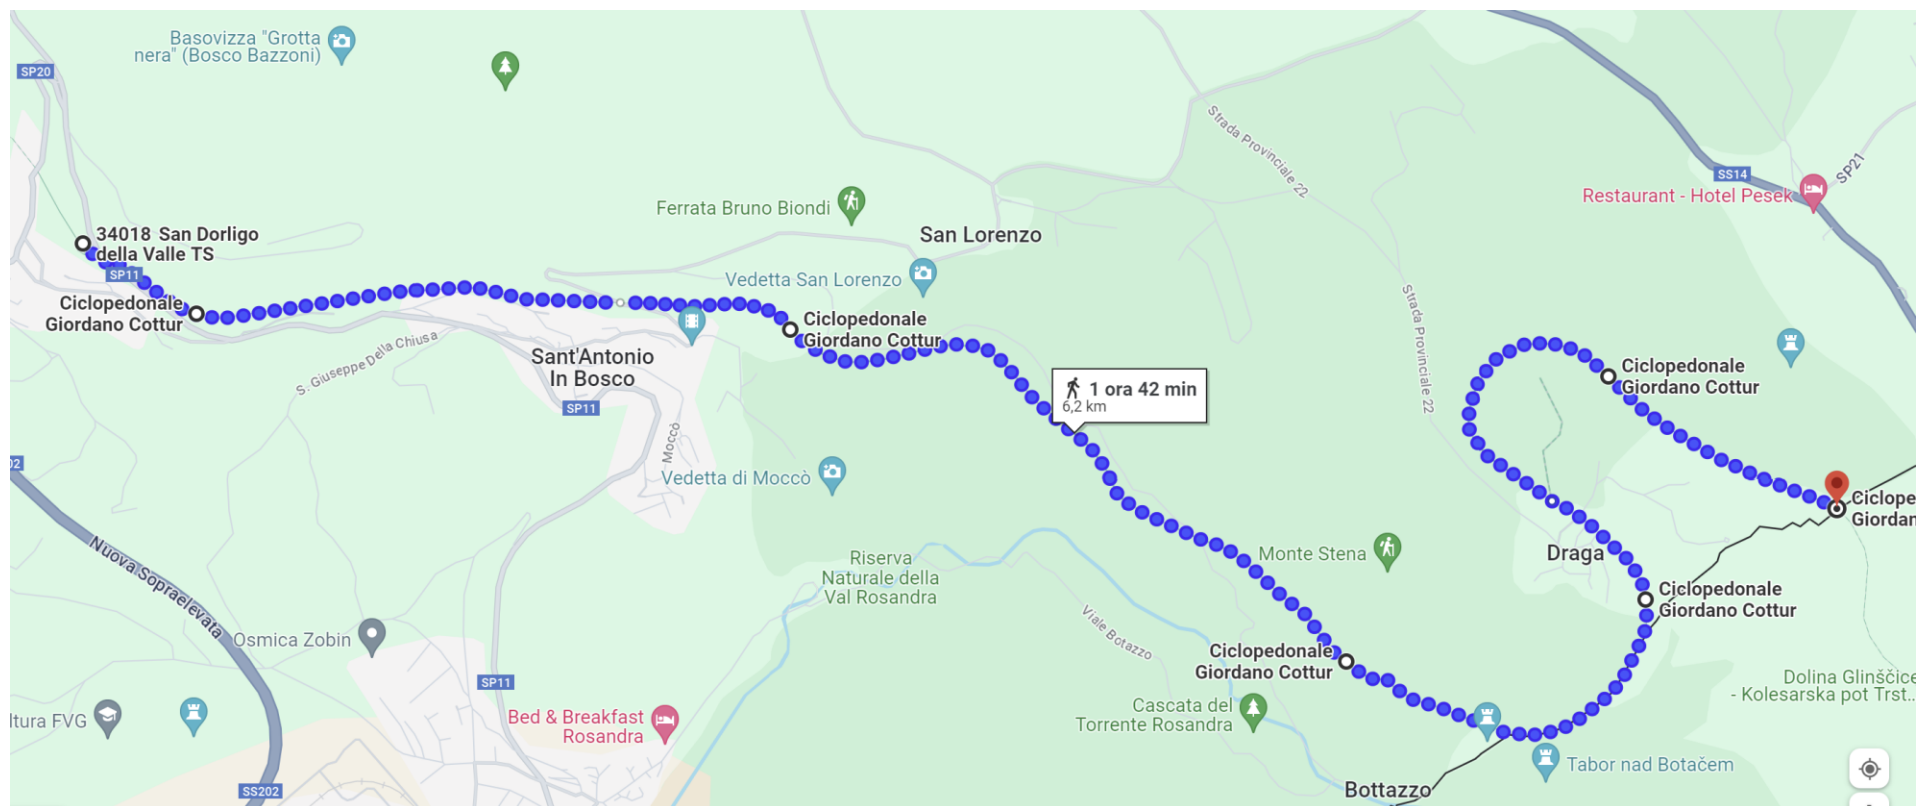 Basovizza "Grotta
nera" (Bosco Bazzoni)
SP20
Strada Provinciale 22
SP21
SS14
Restaurant - Hotel Pesek
Ferrata Bruno Biondi
San Lorenzo
34018 San Dorligo
della Valle TS
SP11
Vedetta San Lorenzo
Ciclopedonale
Giordano Cottur
Ciclopedonale
Giordano Cottur
Strada Provinciale 22
S. Giuseppe Della Chiusa
Sant'Antonio
In Bosco
SP11
1 ora 42 min
6,2 km
Ciclopedonale
Giordano Cottur
Moccò
Vedetta di Moccò
02
Ciclope
Giordan
Nuova Sopraelevata
Riserva
Naturale della
Val Rosandra
Monte Stena
Draga
Ciclopedonale
Giordano Cottur
Viale Botazzo
Osmica Zobin
Ciclopedonale
Giordano Cottur
SP11
Dolina Glinščice
- Kolesarska pot Trst...
ltura FVG
Bed & Breakfast
Rosandra
Cascata del
Torrente Rosandra
Tabor nad Botačem
SS202
Bottazzo